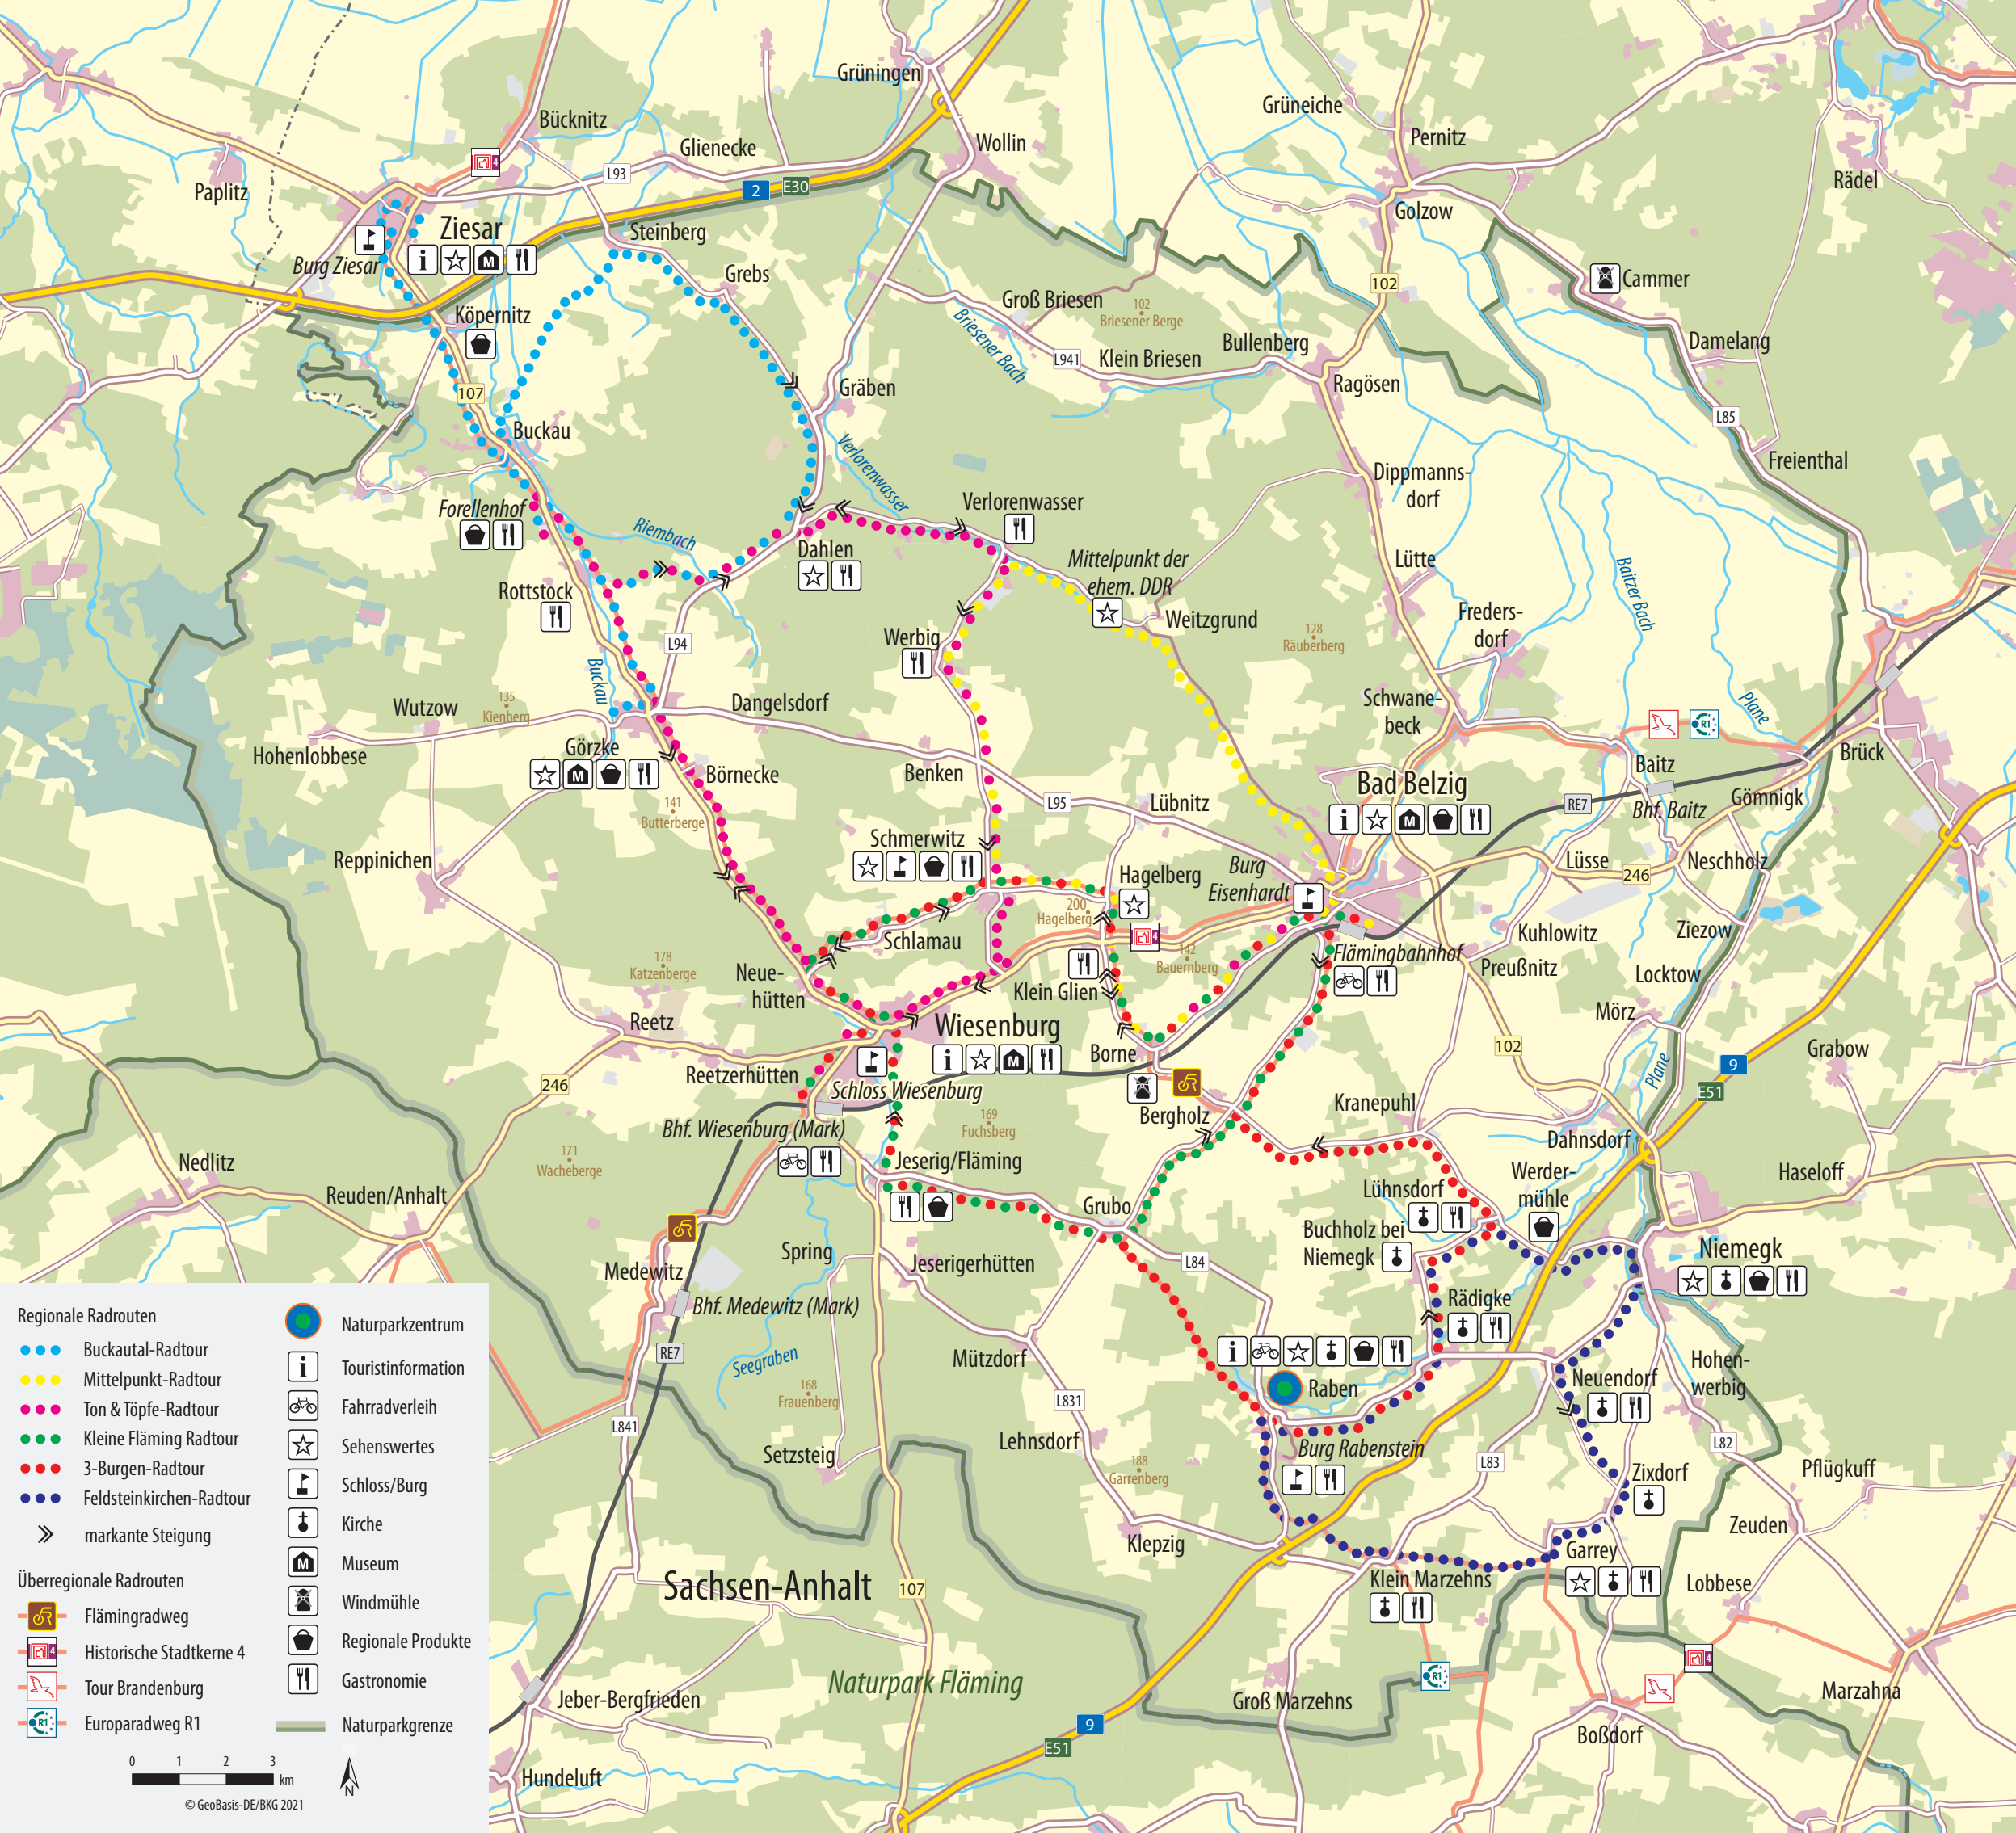 Grüningen
Grüneiche
Bücknitz
Pernitz
Wollin
Glienecke
L93
Paplitz
2
E30
Rädel
Golzow
Ziesar
Steinberg
Burg Ziesar
Grebs
Cammer
102
Groß Briesen
102
Briesener Berge
Köpernitz
Briesener Bach
Bullenberg
Damelang
L941
Klein Briesen
Gräben
Ragösen
107
L85
Buckau
Verlorenwasser
Freienthal
Dippmanns-
dorf
Forellenhof
Verlorenwasser
Riembach
Dahlen
Mittelpunkt der
ehem. DDR
Lütte
Baitzer Bach
Rottstock
Freders-
dorf
Weitzgrund
128
Räuberberg
Werbig
L94
Buckau
135
Kienberg
Wutzow
Dangelsdorf
Schwane-
beck
Plane
R1
Hohenlobbese
Görzke
Brück
Baitz
Benken
Börnecke
Bad Belzig
Gömnigk
L95
Lübnitz
RE7
Bhf. Baitz
141
Butterberge
Schmerwitz
Reppinichen
Lüsse
Neschholz
246
Hagelberg
Burg
Eisenhardt
200
Hagelberg
Schlamau
Kuhlowitz
Ziezow
178
Katzenberge
142
Bauernberg
Flämingbahnhof
Preußnitz
Locktow
Neue-
hütten
Klein Glien
Mörz
Reetz
Wiesenburg
Borne
102
Grabow
Plane
9
E51
Reetzerhütten
246
Schloss Wiesenburg
Kranepuhl
Bergholz
169
Fuchsberg
Bhf. Wiesenburg (Mark)
Dahnsdorf
171
Wacheberge
Nedlitz
Jeserig/Fläming
Werder-
mühle
Haseloff
Reuden/Anhalt
Lühnsdorf
Grubo
Buchholz bei
Niemegk
Spring
Niemegk
Jeserigerhütten
L84
Medewitz
Rädigke
Bhf. Medewitz (Mark)
RE7
Seegraben
Mützdorf
Hohen-
werbig
Raben
Neuendorf
168
Frauenberg
L831
L841
Lehnsdorf
Burg Rabenstein
L82
Setzsteig
188
Garrenberg
L83
Zixdorf
Pflügkuff
Zeuden
Klepzig
Garrey
Klein Marzehns
Sachsen-Anhalt
107
Lobbese
Naturpark Fläming
R1
Jeber-Bergfrieden
Groß Marzehns
Marzahna
9
E51
Boßdorf
Hundeluft
Regionale Radrouten
Buckautal-Radtour
Mittelpunkt-Radtour
Ton & Töpfe-Radtour
Kleine Fläming Radtour
3-Burgen-Radtour
Feldsteinkirchen-Radtour
markante Steigung
Überregionale Radrouten
Flämingradweg
Historische Stadtkerne 4
Tour Brandenburg
Europaradweg R1
0 1 2 3
km
© GeoBasis-DE/BKG 2021
Naturparkzentrum
Touristinformation
Fahrradverleih
Sehenswertes
Schloss/Burg
Kirche
Museum
Windmühle
Regionale Produkte
Gastronomie
Naturparkgrenze
N